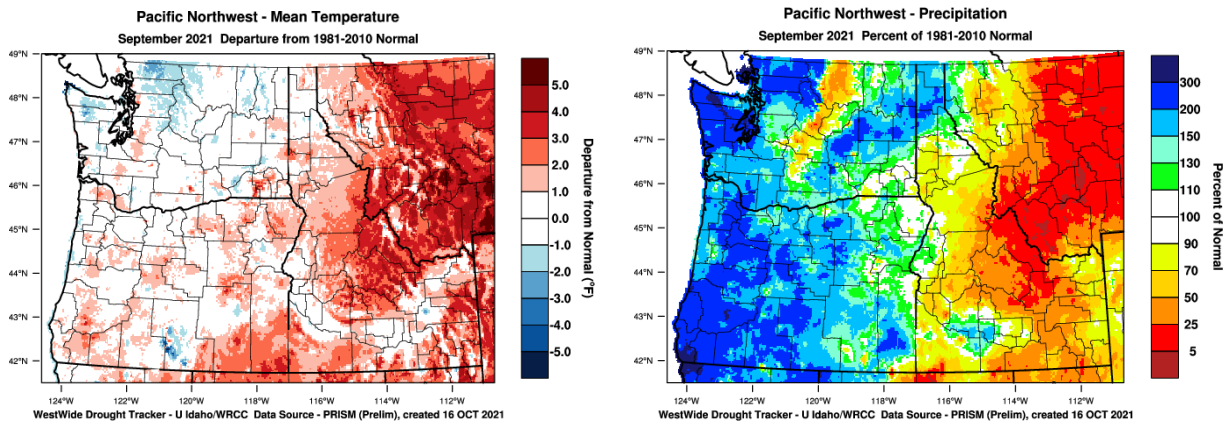 Pacific Northwest - Mean Temperature
September 2021 Departure from 1981-2010 Normal
49°N
48°N
47°N
46°N
45°N
44°N
43°N
42°N
124°W
122°W
120°W
118°W
116°W
114°W
112°W
5.0
4.0
3.0
2.0
1.0
0.0
-1.0
-2.0
-3.0
-4.0
-5.0
Departure from Normal (°F)
WestWide Drought Tracker - U Idaho/WRCC Data Source - PRISM (Prelim), created 16 OCT 2021
Pacific Northwest - Precipitation
September 2021 Percent of 1981-2010 Normal
49°N
48°N
47°N
46°N
45°N
44°N
43°N
42°N
124°W
122°W
120°W
118°W
116°W
114°W
112°W
300
200
150
130
110
100
90
70
50
25
5
Percent of Normal
WestWide Drought Tracker - U Idaho/WRCC Data Source - PRISM (Prelim), created 16 OCT 2021